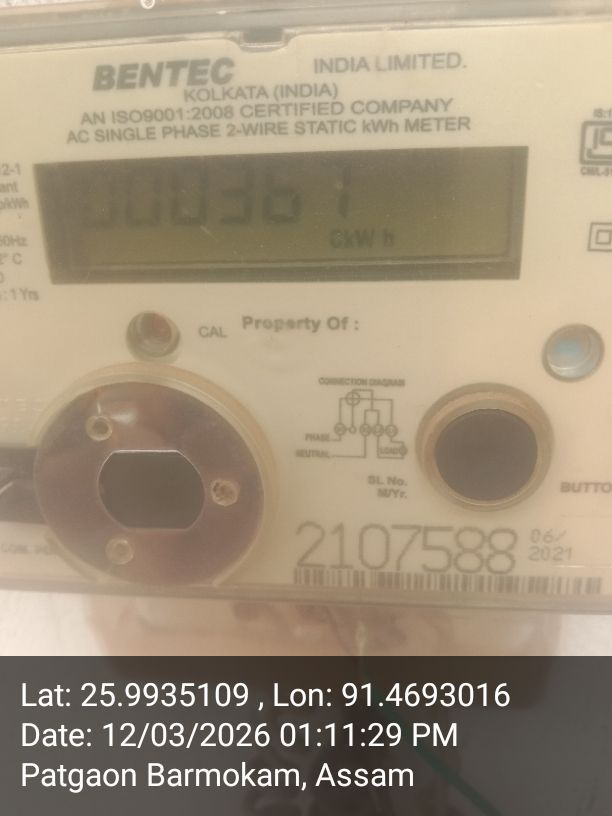 BENTEC INDIA LIMITED.
KOLKATA (INDIA)
AN ISO9001:2008 CERTIFIED COMPANY
AC SINGLE PHASE 2-WIRE STATIC kWh METER
kW h
CAL
Property Of :
CONNECTION DIAGRAM
PHASE
NEUTRAL
LOAD
SL No.
M/Yr.
BUTTO
2107588
06/
2021
Lat: 25.9935109 , Lon: 91.4693016
Date: 12/03/2026 01:11:29 PM
Patgaon Barmokam, Assam